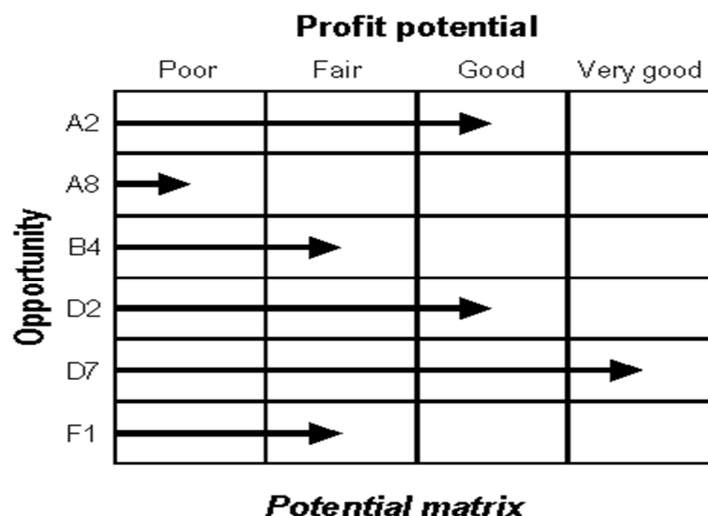 Profit potential
Poor Fair Good Very good
Opportunity
A2
A8
B4
D2
D7
F1
Potential matrix